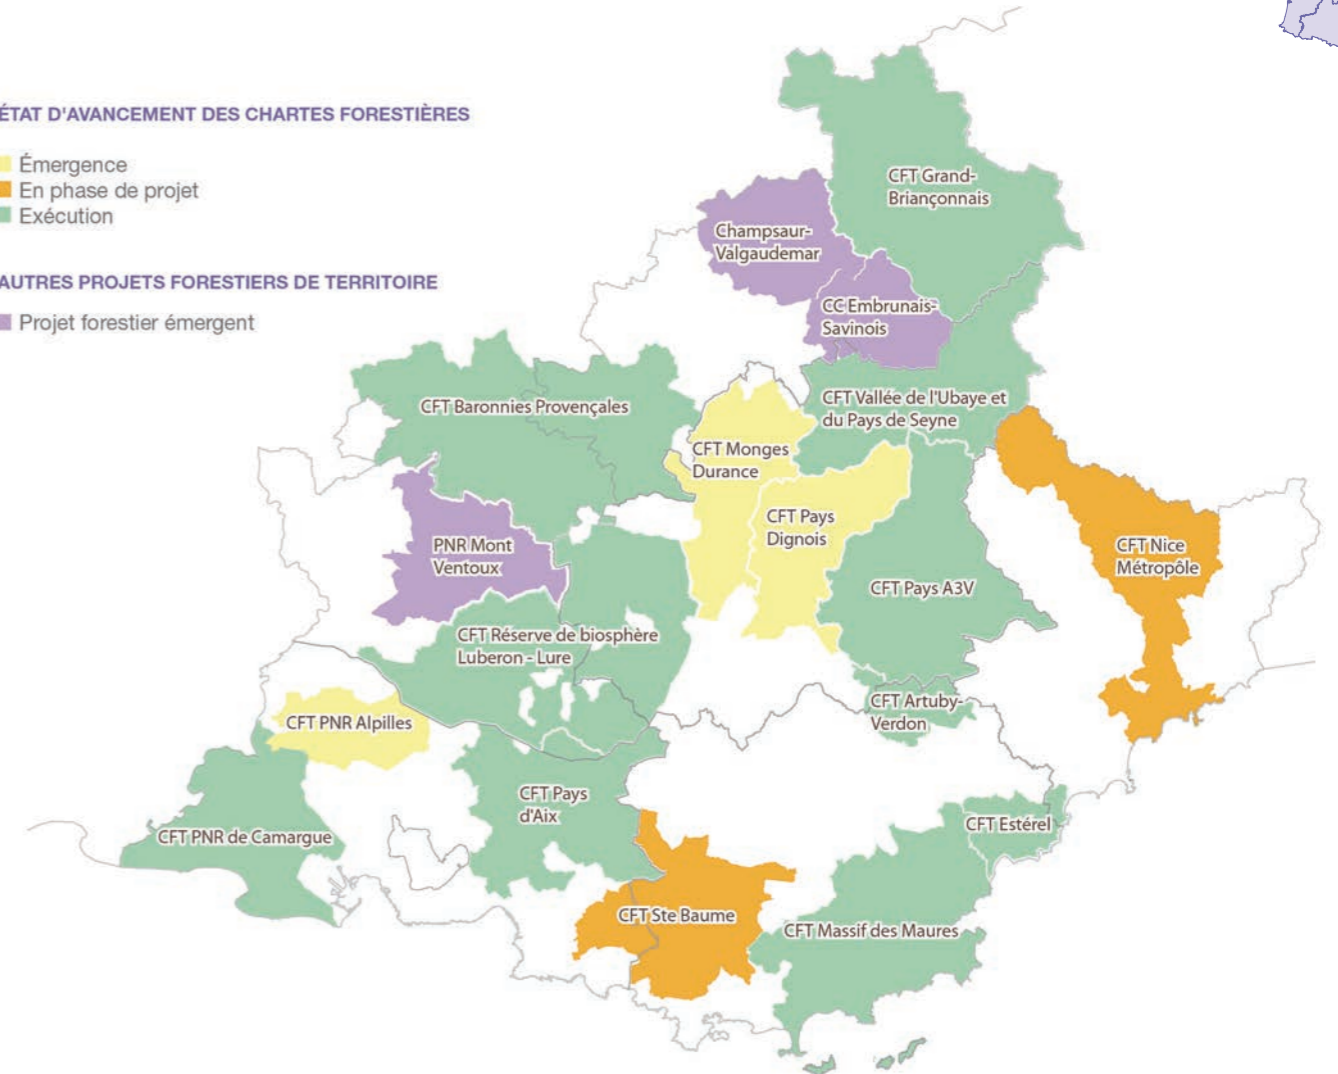 ÉTAT D'AVANCEMENT DES CHARTES FORESTIÈRES
Émergence
En phase de projet
Exécution
AUTRES PROJETS FORESTIERS DE TERRITOIRE
Projet forestier émergent
CFT Grand-
Briançonnais
Champsaur-
Valgaudemar
CC Embrunais-
Savinois
CFT Baronnies Provençales
CFT Vallée de l'Ubaye et
du Pays de Seyne
CFT Monges
Durance
CFT Pays
Dignois
PNR Mont
Ventoux
CFT Nice
Métropôle
CFT Pays A3V
CFT Réserve de biosphère
Luberon - Lure
CFT Artuby-
Verdon
CFT PNR Alpilles
CFT Pays
d'Aix
CFT Estérel
CFT PNR de Camargue
CFT Ste Baume
CFT Massif des Maures